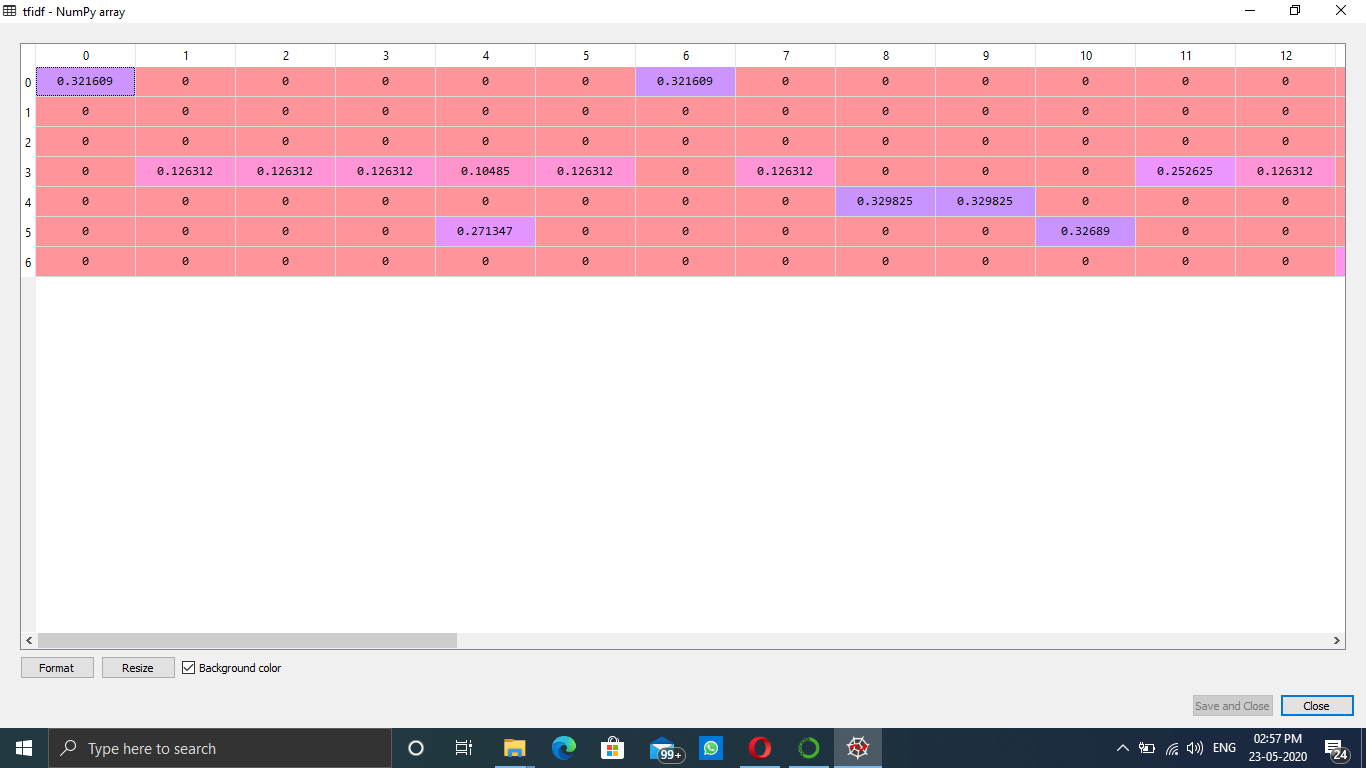 tfidf - NumPy array
0 1 2 3 4 5 6 7 8 9 10 11 12
0 0.321609 0 0 0 0 0 0.321609 0 0 0 0 0 0
1 0 0 0 0 0 0 0 0 0 0 0 0 0
2 0 0 0 0 0 0 0 0 0 0 0 0 0
3 0 0.126312 0.126312 0.126312 0.10485 0.126312 0 0.126312 0 0 0 0.252625 0.126312
4 0 0 0 0 0 0 0 0 0.329825 0.329825 0 0 0
5 0 0 0 0 0.271347 0 0 0 0 0 0.32689 0 0
6 0 0 0 0 0 0 0 0 0 0 0 0 0
Format Resize Background color
Save and Close Close
Type here to search 99+ ENG 02:57 PM
23-05-2020 24